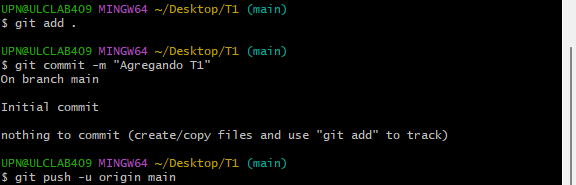 UPN@ULCLAB409 MINGW64 ~/Desktop/T1 (main)
$ git add .
UPN@ULCLAB409 MINGW64 ~/Desktop/T1 (main)
$ git commit -m "Agregando T1"
On branch main
Initial commit
nothing to commit (create/copy files and use "git add" to track)
UPN@ULCLAB409 MINGW64 ~/Desktop/T1 (main)
$ git push -u origin main